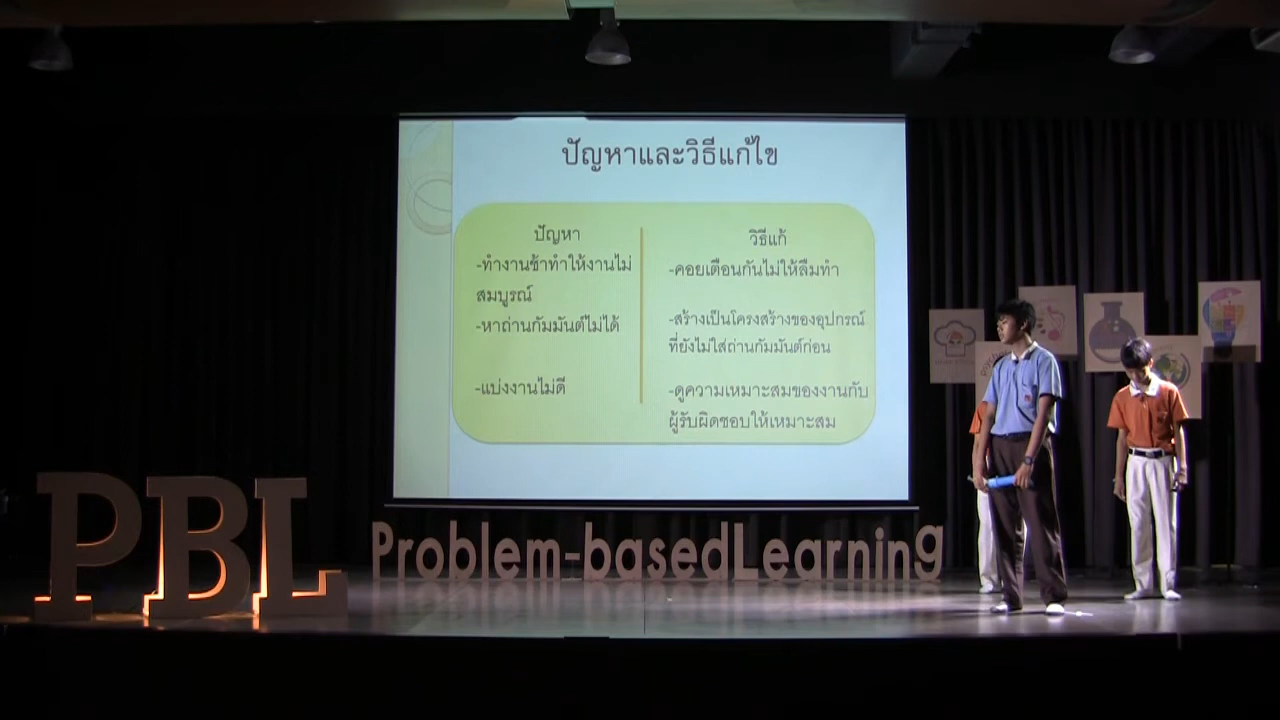 ปัญหาและวิธีแก้ไข
ปัญหา
-ทำงานช้าทำให้งานไม่
สมบูรณ์
-หาถ่านกัมมันต์ไม่ได้
-แบ่งงานไม่ดี
วิธีแก้
-คอยเตือนกันไม่ให้ลืมทำ
-สร้างเป็นโครงสร้างของอุปกรณ์
ที่ยังไม่ใส่ถ่านกัมมันต์ก่อน
-ดูความเหมาะสมของงานกับ
ผู้รับผิดชอบให้เหมาะสม
PBL
Problem-basedLearning